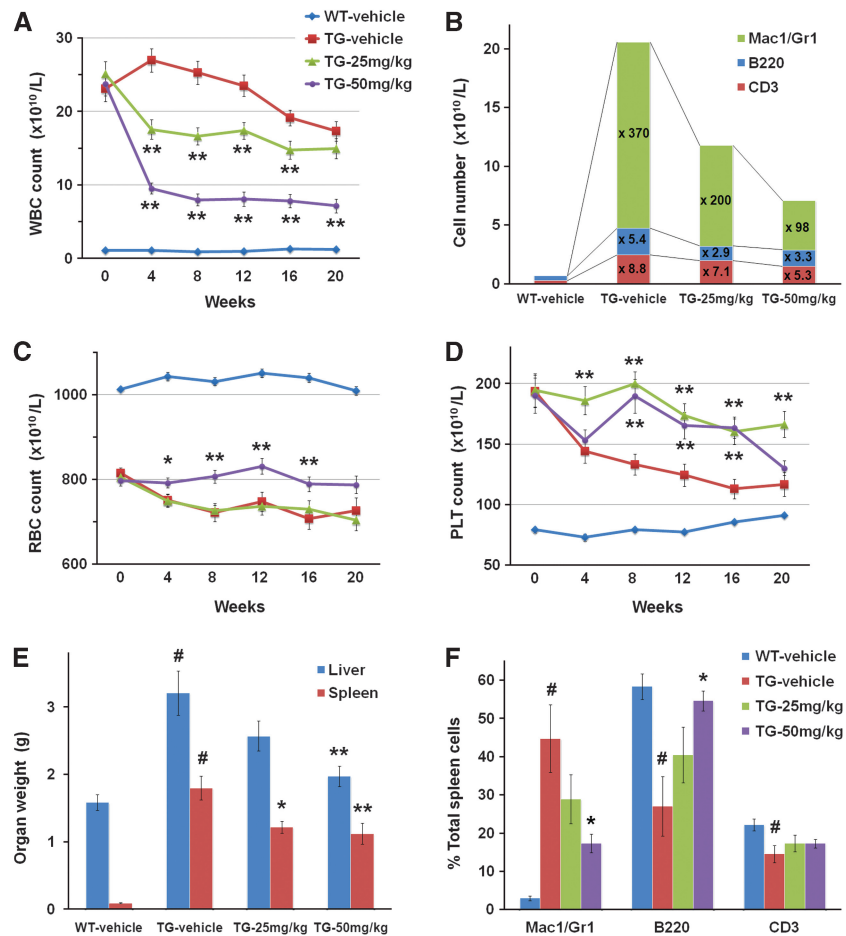 A
WT-vehicle
TG-vehicle
TG-25mg/kg
TG-50mg/kg
WBC count (x10¹⁰/L)
30
20
10
0
** ** ** **
** ** ** ** **
0 4 8 12 16 20
Weeks
B
Mac1/Gr1
B220
CD3
Cell number (x10¹⁰/L)
20
15
10
5
0
x 370
x 5.4
x 8.8
x 200
x 2.9
x 7.1
x 98
x 3.3
x 5.3
WT-vehicle TG-vehicle TG-25mg/kg TG-50mg/kg
C
RBC count (x10¹⁰/L)
1000
800
600
* ** ** **
0 4 8 12 16 20
Weeks
D
PLT count (x10¹⁰/L)
200
150
100
50
** ** ** ** **
** ** **
0 4 8 12 16 20
Weeks
E
Liver
Spleen
Organ weight (g)
3
2
1
0
#
#
*
**
**
WT-vehicle TG-vehicle TG-25mg/kg TG-50mg/kg
F
WT-vehicle
TG-vehicle
TG-25mg/kg
TG-50mg/kg
% Total spleen cells
60
50
40
30
20
10
0
#
*
#
*
#
Mac1/Gr1 B220 CD3